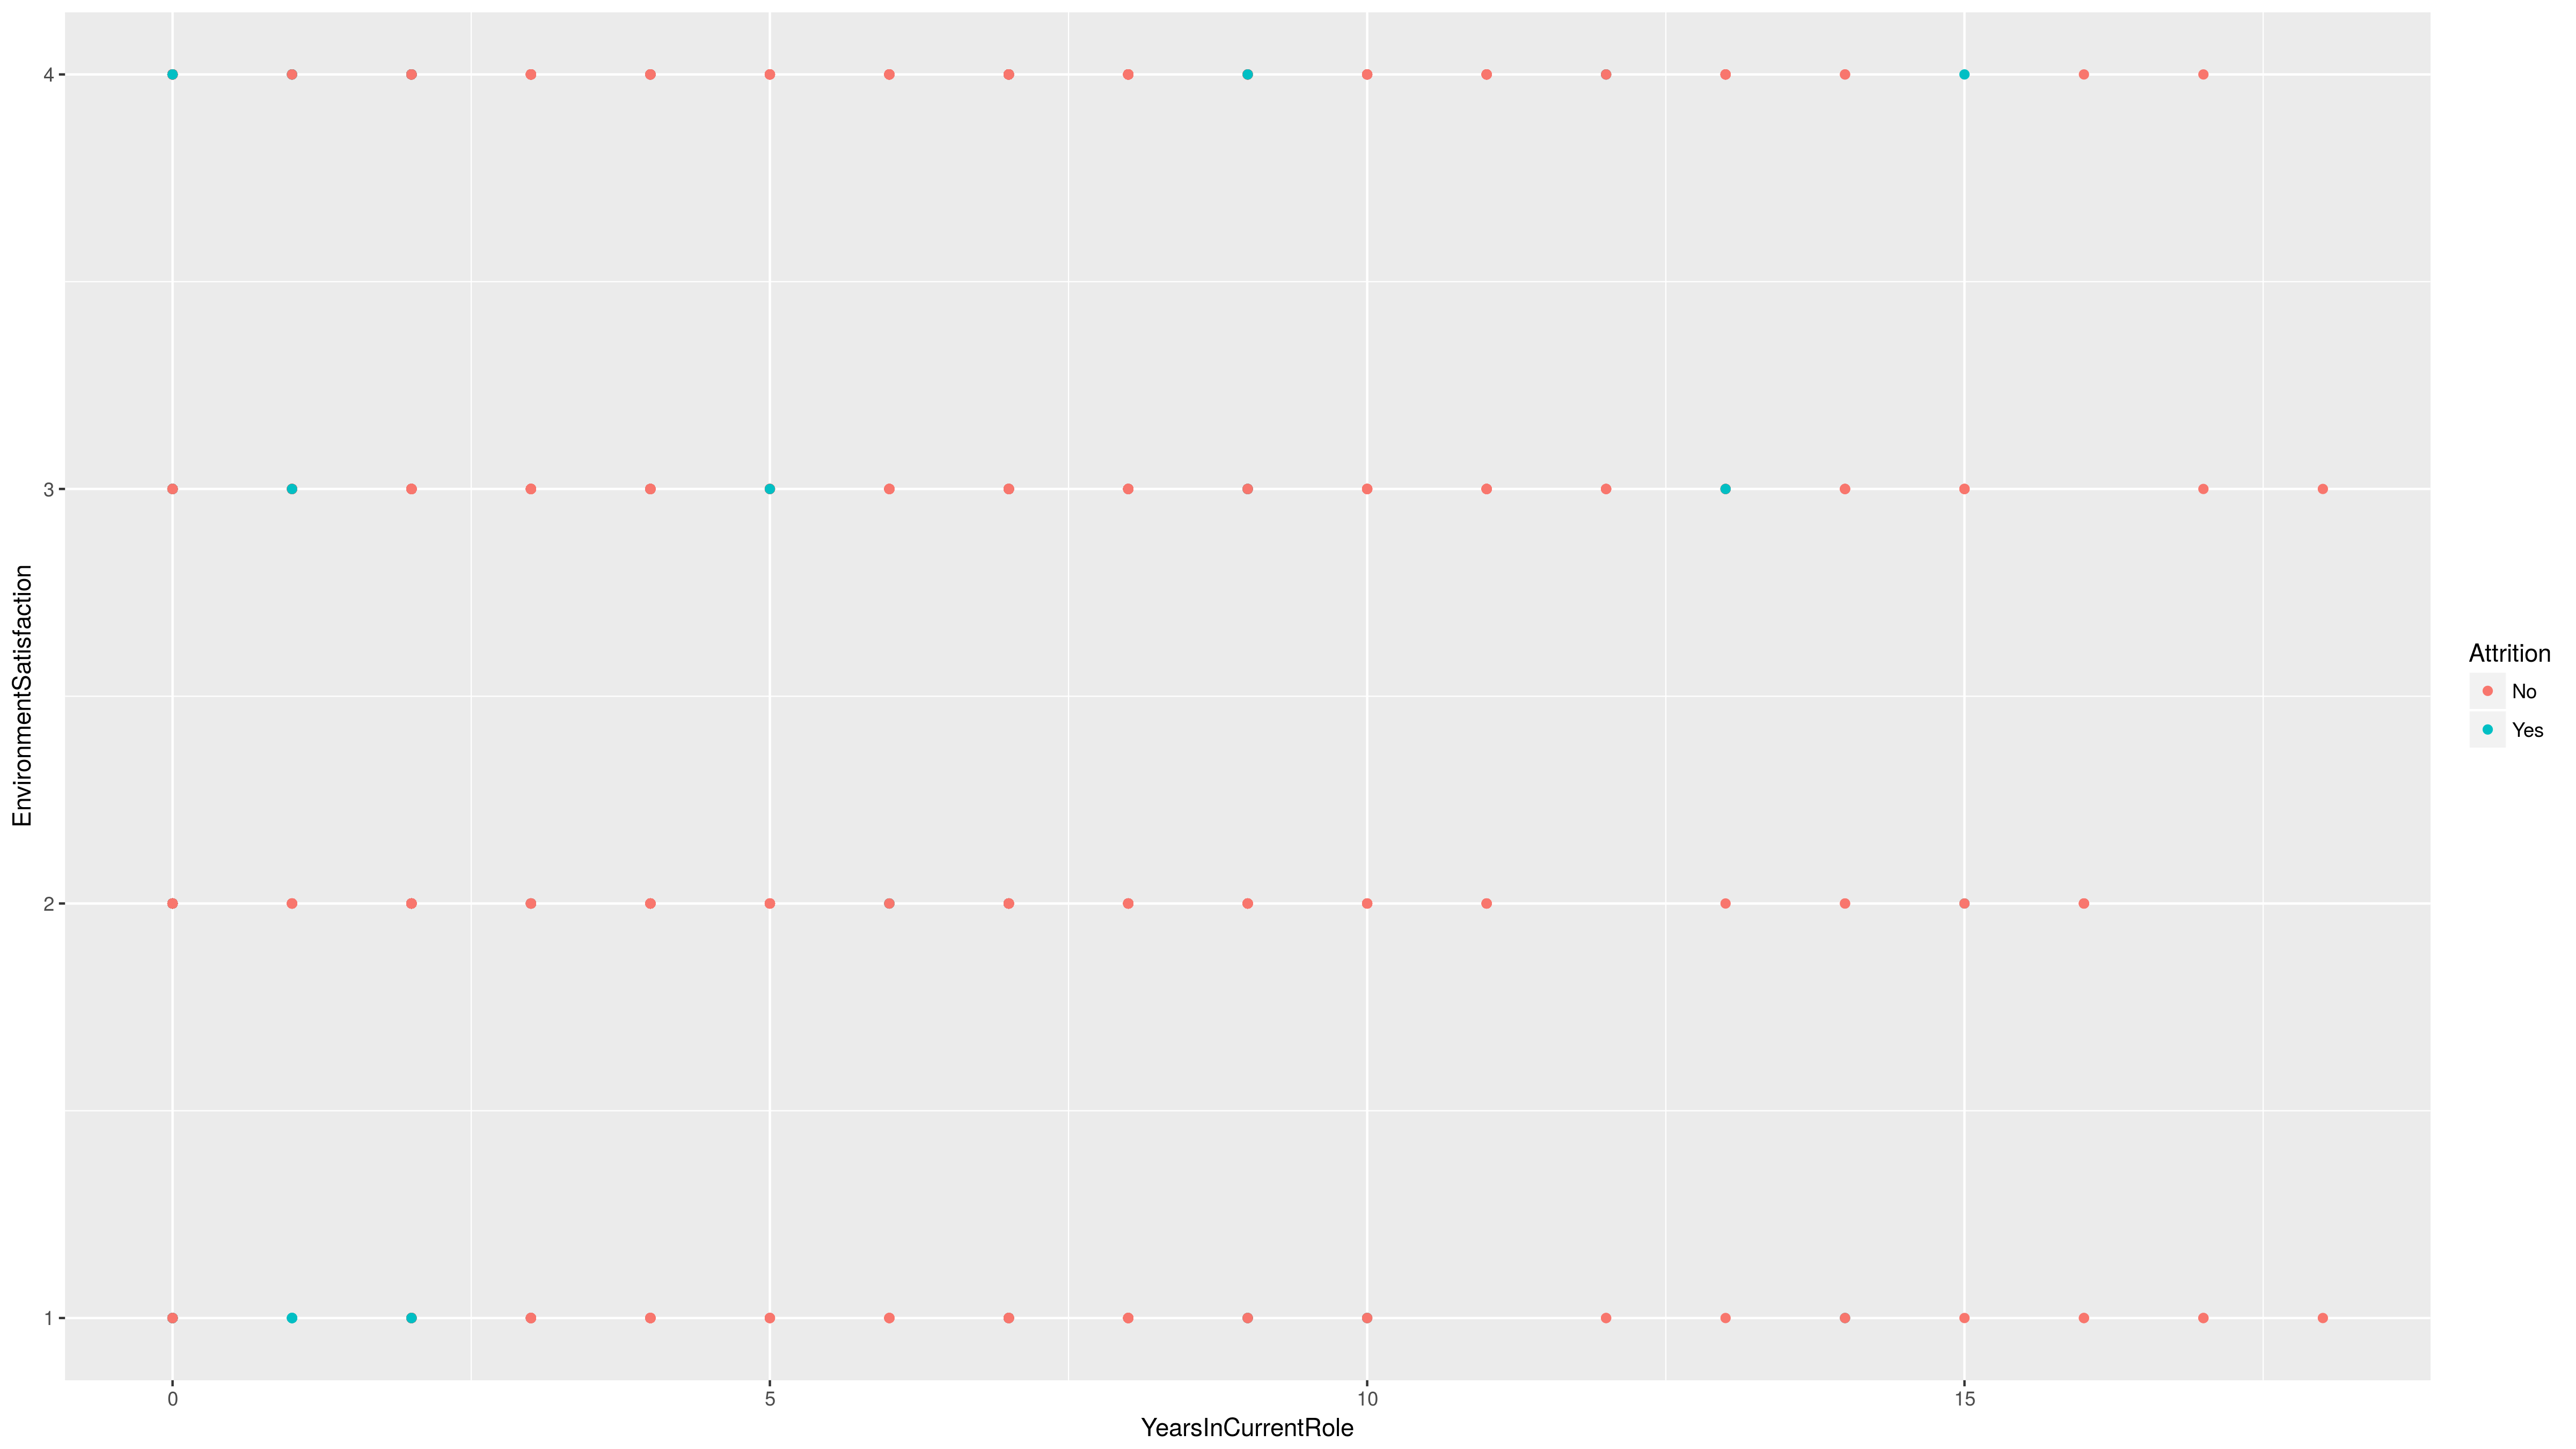 4
3
2
1
EnvironmentSatisfaction
0 5 10 15
YearsInCurrentRole
Attrition
No
Yes